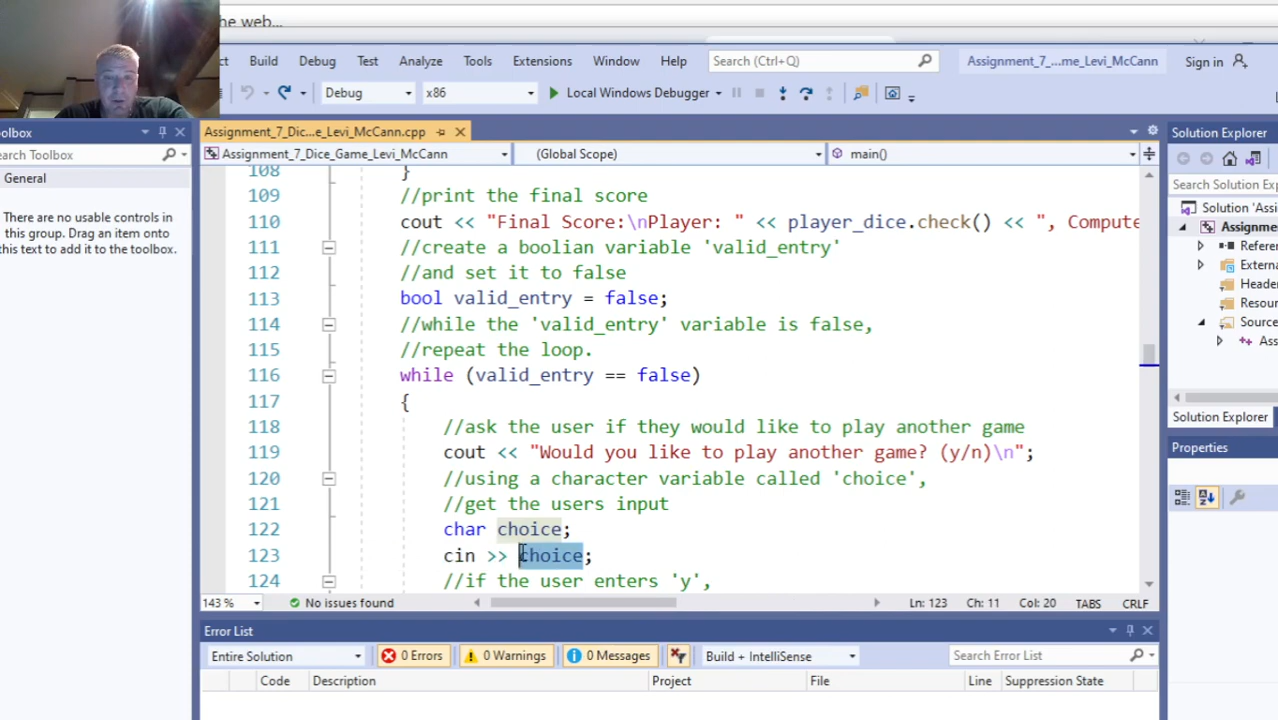 he web...
ct Build Debug Test Analyze Tools Extensions Window Help Search (Ctrl+Q) Assignment_7_...me_Levi_McCann Sign in
Debug x86 Local Windows Debugger
oolbox
earch Toolbox
General
There are no usable controls in
this group. Drag an item onto
this text to add it to the toolbox.
Assignment_7_Dic...e_Levi_McCann.cpp
Assignment_7_Dice_Game_Levi_McCann (Global Scope) main()
108 }
109 //print the final score
110 cout << "Final Score:\nPlayer: " << player_dice.check() << ", Compute
111 //create a boolian variable 'valid_entry'
112 //and set it to false
113 bool valid_entry = false;
114 //while the 'valid_entry' variable is false,
115 //repeat the loop.
116 while (valid_entry == false)
117 {
118 //ask the user if they would like to play another game
119 cout << "Would you like to play another game? (y/n)\n";
120 //using a character variable called 'choice',
121 //get the users input
122 char choice;
123 cin >> choice;
124 //if the user enters 'y',
143 % No issues found Ln: 123 Ch: 11 Col: 20 TABS CRLF
Error List
Entire Solution 0 Errors 0 Warnings 0 Messages Build + IntelliSense Search Error List
Code Description Project File Line Suppression State
Solution Explorer
Search Solution Exp
Solution 'Assi
Assignme
Refere
Extern
Header
Resour
Source
Ass
Solution Explorer
Properties